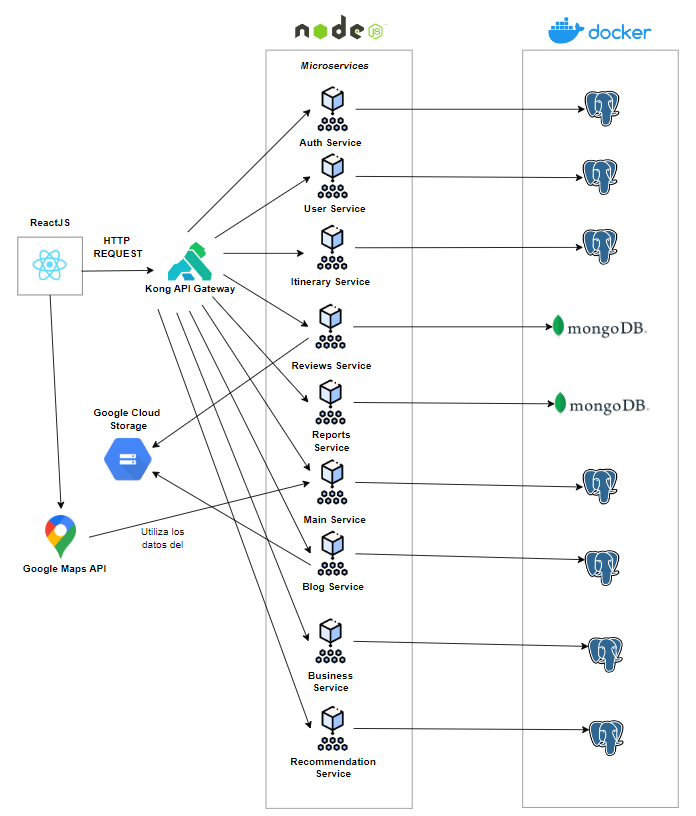 node
JS
docker
Microservices
Auth Service
User Service
ReactJS
HTTP
REQUEST
Kong API Gateway
Itinerary Service
mongoDB®
Reviews Service
Google Cloud
Storage
mongoDB®
Reports
Service
Main Service
Utiliza los
datos del
Google Maps API
Blog Service
Business
Service
Recommendation
Service